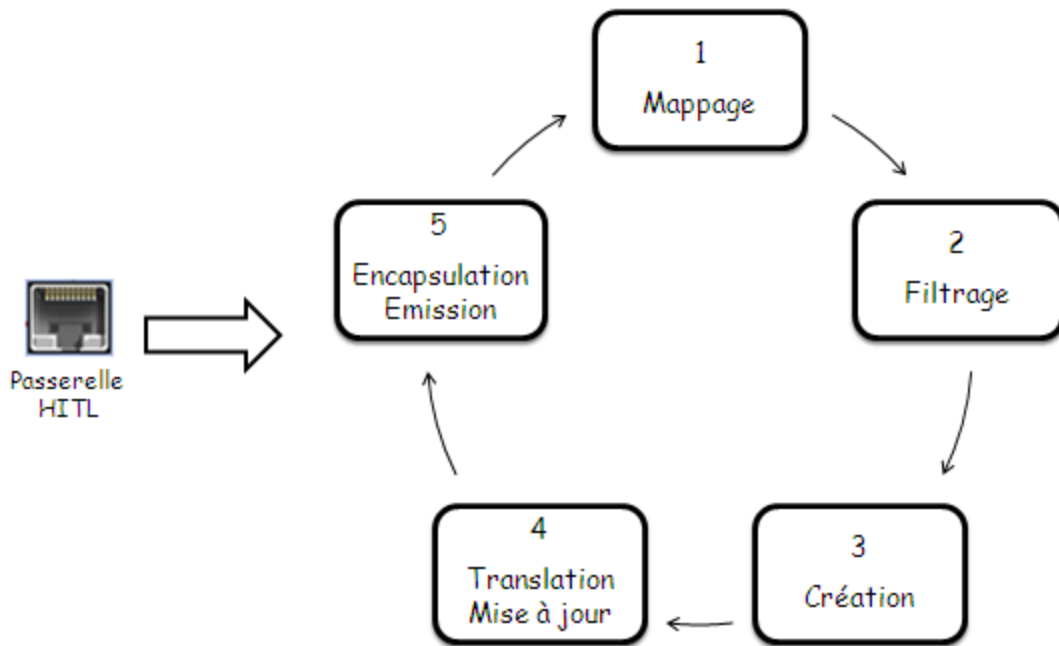 1
Mappage
2
Filtrage
3
Création
4
Translation
Mise à jour
5
Encapsulation
Emission
Passerelle
HITL